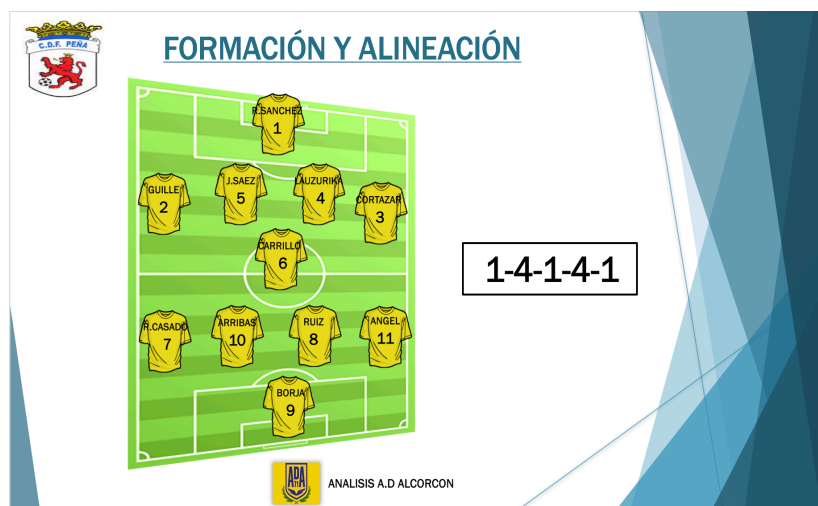 C.D.F. PEÑA
FORMACIÓN Y ALINEACIÓN
R.SANCHEZ
1
GUILLE
2
J.SAEZ
5
LAUZURIKA
4
CORTAZAR
3
CARRILLO
6
1-4-1-4-1
R.CASADO
7
ARRIBAS
10
RUIZ
8
ANGEL
11
BORJA
9
ADA
ANALISIS A.D ALCORCON